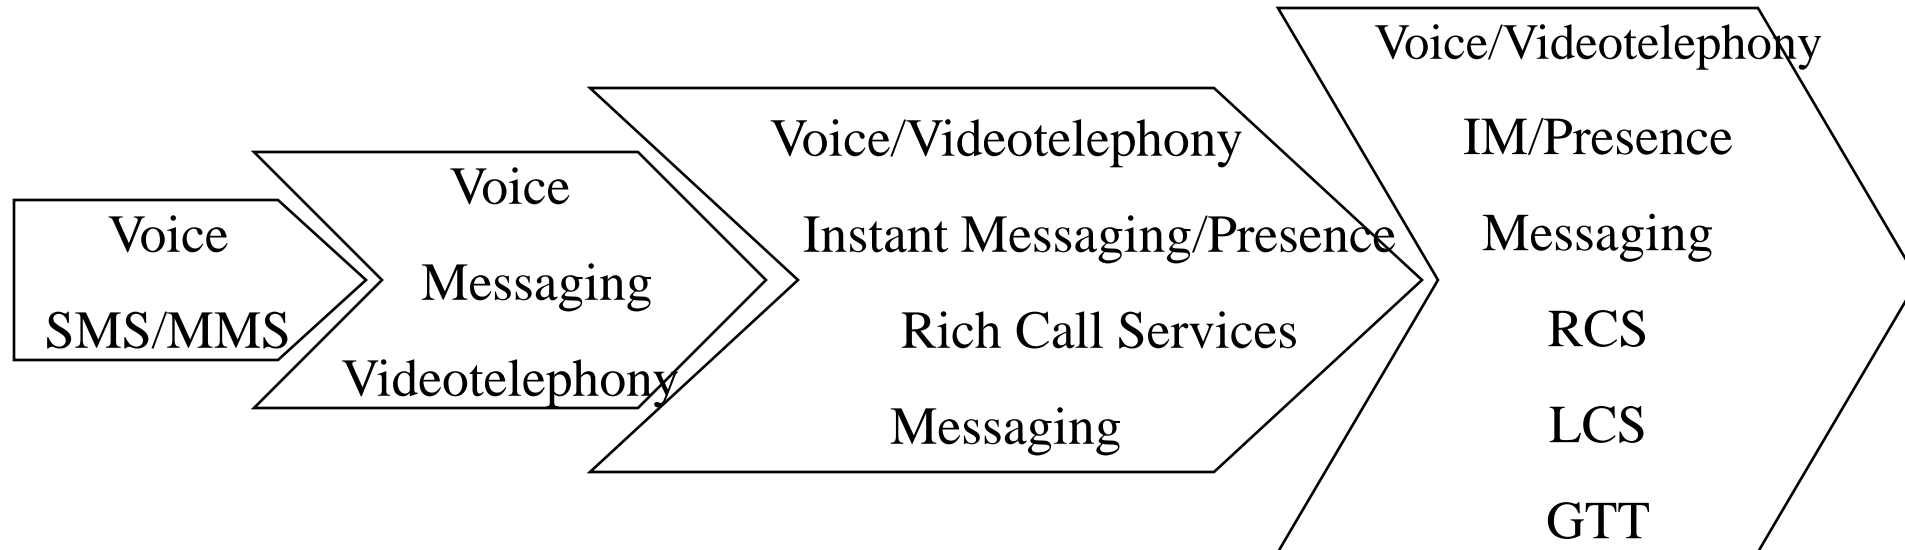 Voice
SMS/MMS
Voice
Messaging
Videotelephony
Voice/Videotelephony
Instant Messaging/Presence
Rich Call Services
Messaging
Voice/Videotelephony
IM/Presence
Messaging
RCS
LCS
GTT